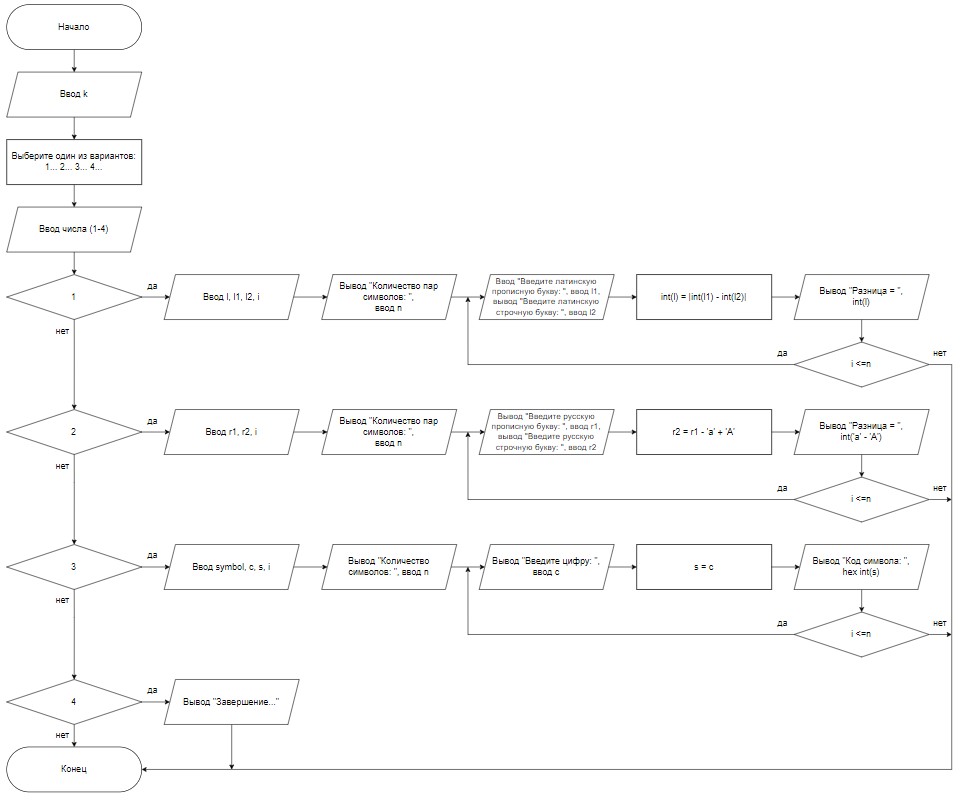 Начало
Ввод k
Выберите один из вариантов:
1... 2... 3... 4...
Ввод числа (1-4)
1
да
нет
Ввод l, l1, l2, i
Вывод "Количество пар
символов: ",
ввод n
Ввод "Введите латинскую
прописную букву: ", ввод l1,
вывод "Введите латинскую
строчную букву: ", ввод l2
int(l) = |int(l1) - int(l2)|
Вывод "Разница = ",
int(l)
да
i <=n
нет
2
да
нет
Ввод r1, r2, i
Вывод "Количество пар
символов: ",
ввод n
Вывод "Введите русскую
прописную букву: ", ввод r1,
вывод "Введите русскую
строчную букву: ", ввод r2
r2 = r1 - 'a' + 'A'
Вывод "Разница = ",
int('a' - 'A')
да
i <=n
нет
3
да
нет
Ввод symbol, c, s, i
Вывод "Количество
символов: ", ввод n
Вывод "Введите цифру: ",
ввод c
s = c
Вывод "Код символа: ",
hex int(s)
да
i <=n
нет
4
да
нет
Вывод "Завершение..."
Конец